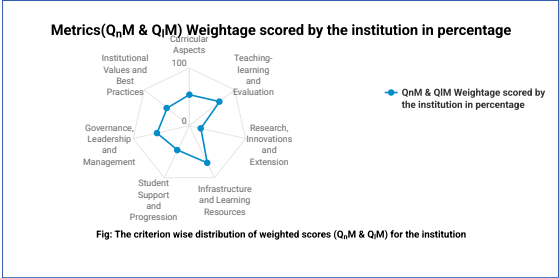 Metrics(QnM & QlM) Weightage scored by the institution in percentage
Curricular
Aspects
100
Teaching-
learning
and
Evaluation
Research,
Innovations
and
Extension
Infrastructure
and Learning
Resources
Student
Support
and
Progression
Governance,
Leadership
and
Management
Institutional
Values and
Best
Practices
0
QnM & QlM Weightage scored by
the institution in percentage
Fig: The criterion wise distribution of weighted scores (QnM & QlM) for the institution